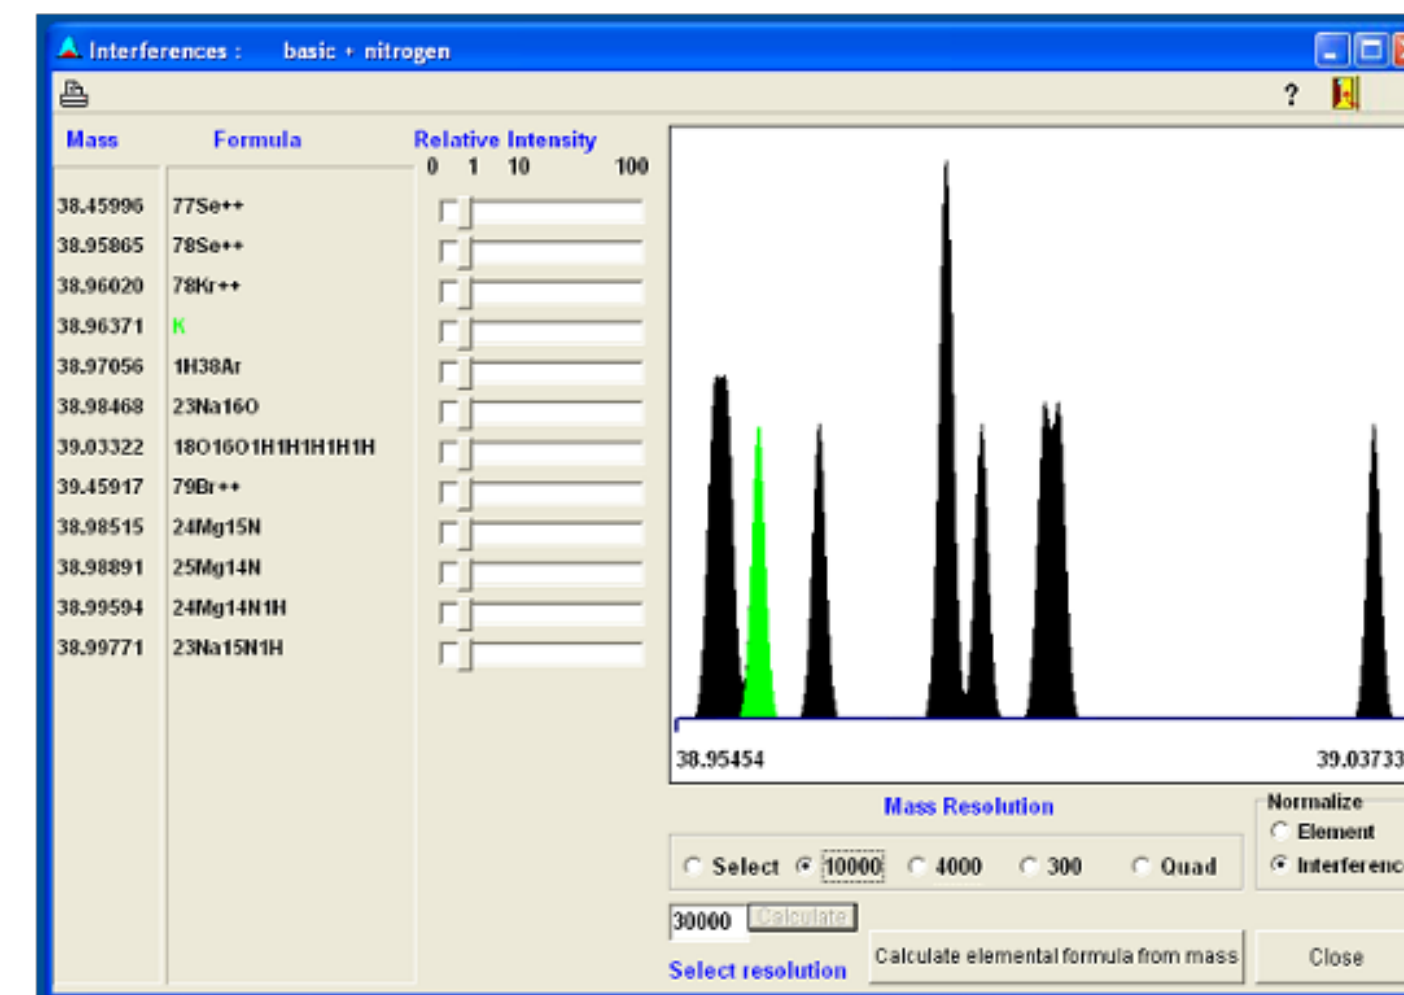 Interferences :    basic + nitrogen
?
Mass Formula Relative Intensity
0 1 10 100
38.45996 77Se++
38.95865 78Se++
38.96020 78Kr++
38.96371 K
38.97056 1H38Ar
38.98468 23Na16O
39.03322 18O16O1H1H1H1H1H
39.45917 79Br++
38.98515 24Mg15N
38.98891 25Mg14N
38.99594 24Mg14N1H
38.99771 23Na15N1H
38.95454 39.03733
Mass Resolution
Select 10000 4000 300 Quad
Normalize
Element
Interferenc
30000 Calculate
Select resolution
Calculate elemental formula from mass
Close